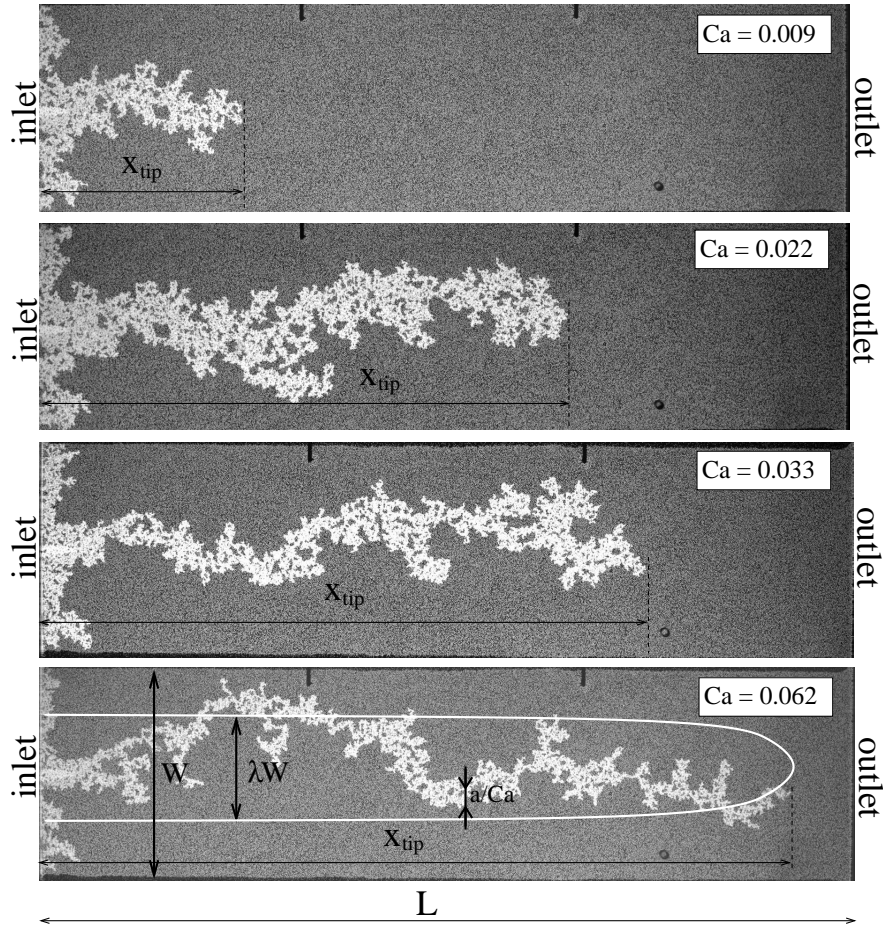 Ca = 0.009
inlet
outlet
x_tip
Ca = 0.022
inlet
outlet
x_tip
Ca = 0.033
inlet
outlet
x_tip
Ca = 0.062
inlet
outlet
W
λW
a/Ca
x_tip
L